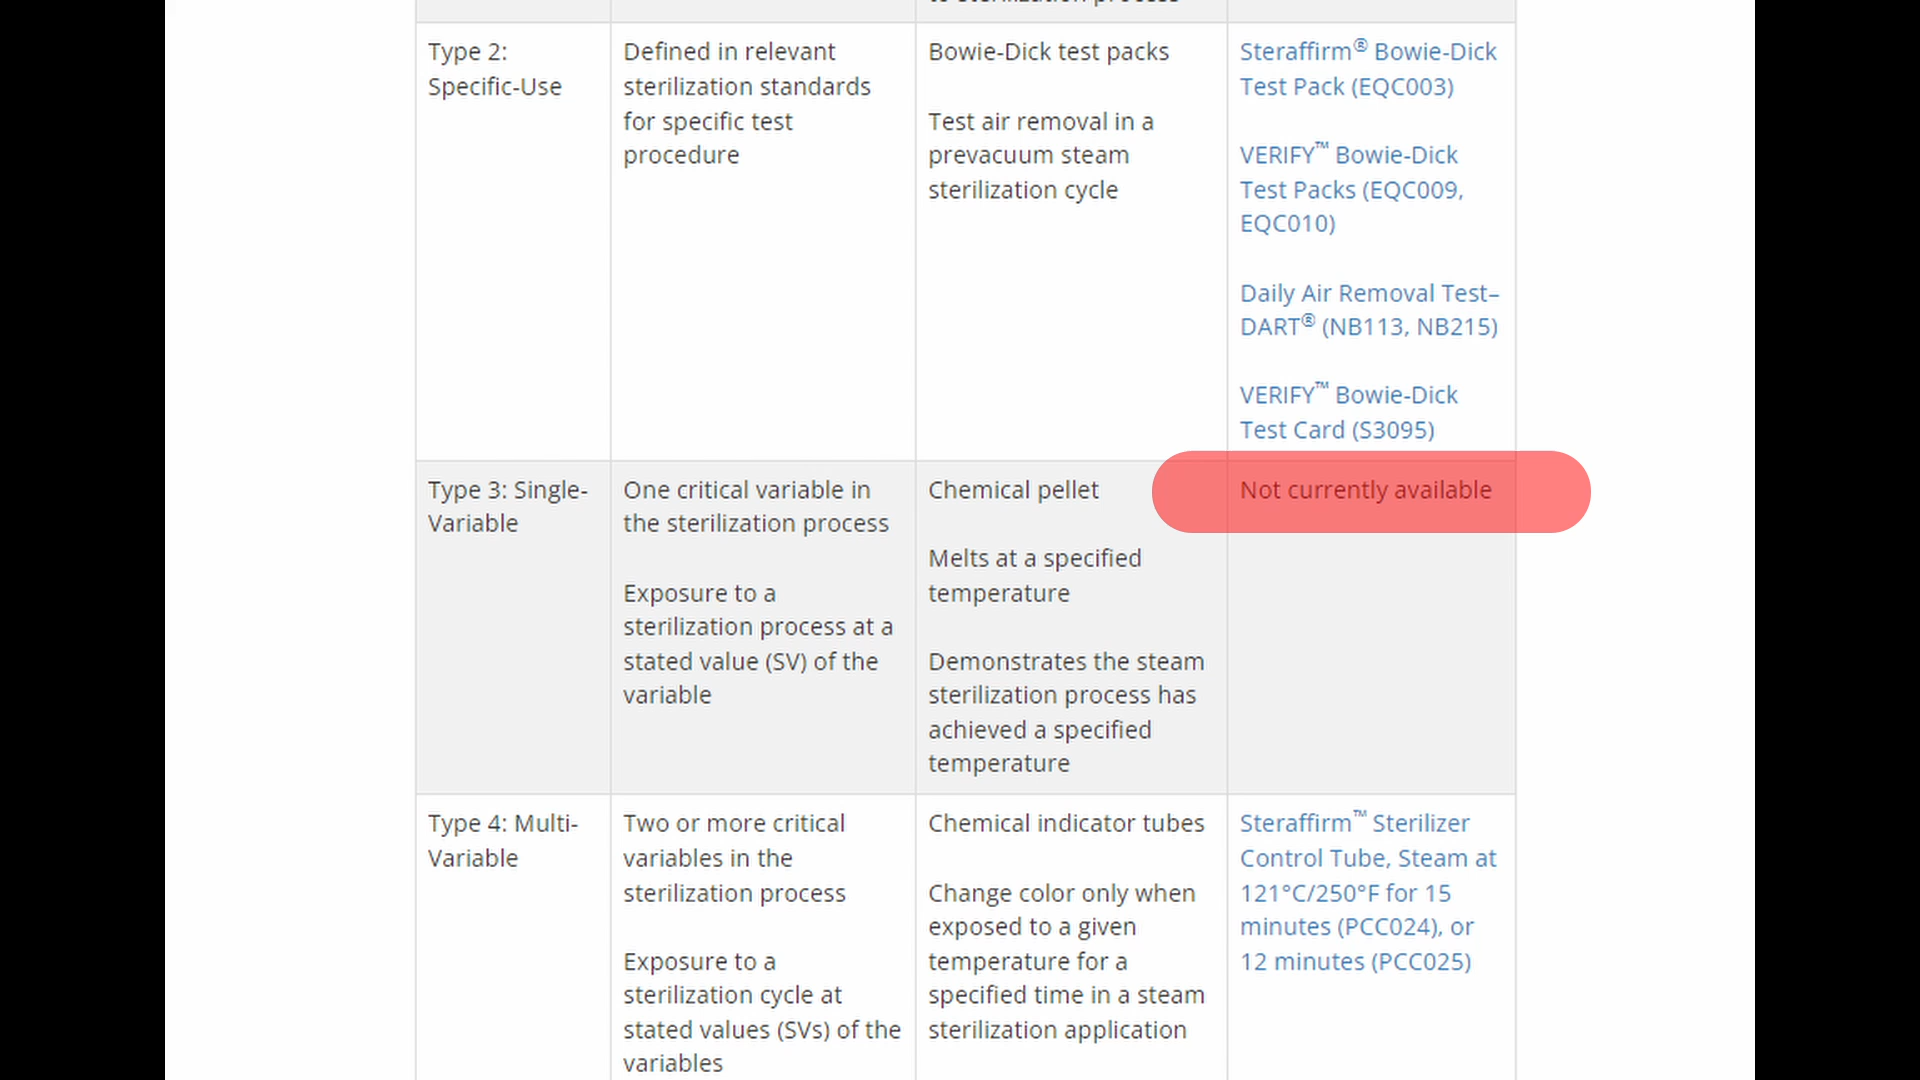 Type 2:
Specific-Use
Defined in relevant
sterilization standards
for specific test
procedure
Bowie-Dick test packs
Test air removal in a
prevacuum steam
sterilization cycle
Steraffirm® Bowie-Dick
Test Pack (EQC003)
VERIFY™ Bowie-Dick
Test Packs (EQC009,
EQC010)
Daily Air Removal Test–
DART® (NB113, NB215)
VERIFY™ Bowie-Dick
Test Card (S3095)
Type 3: Single-
Variable
One critical variable in
the sterilization process
Exposure to a
sterilization process at a
stated value (SV) of the
variable
Chemical pellet
Melts at a specified
temperature
Demonstrates the steam
sterilization process has
achieved a specified
temperature
Not currently available
Type 4: Multi-
Variable
Two or more critical
variables in the
sterilization process
Exposure to a
sterilization cycle at
stated values (SVs) of the
variables
Chemical indicator tubes
Change color only when
exposed to a given
temperature for a
specified time in a steam
sterilization application
Steraffirm™ Sterilizer
Control Tube, Steam at
121°C/250°F for 15
minutes (PCC024), or
12 minutes (PCC025)